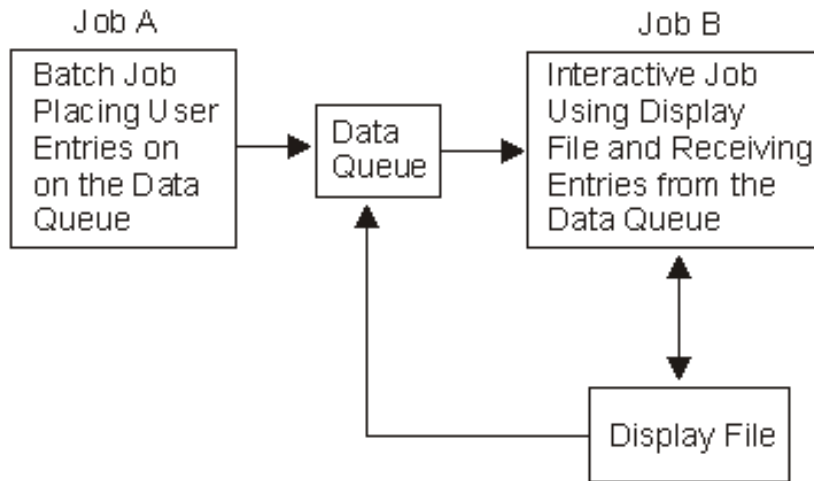 Job A
Batch Job
Placing User
Entries on
on the Data
Queue
Data
Queue
Job B
Interactive Job
Using Display
File and Receiving
Entries from the
Data Queue
Display File